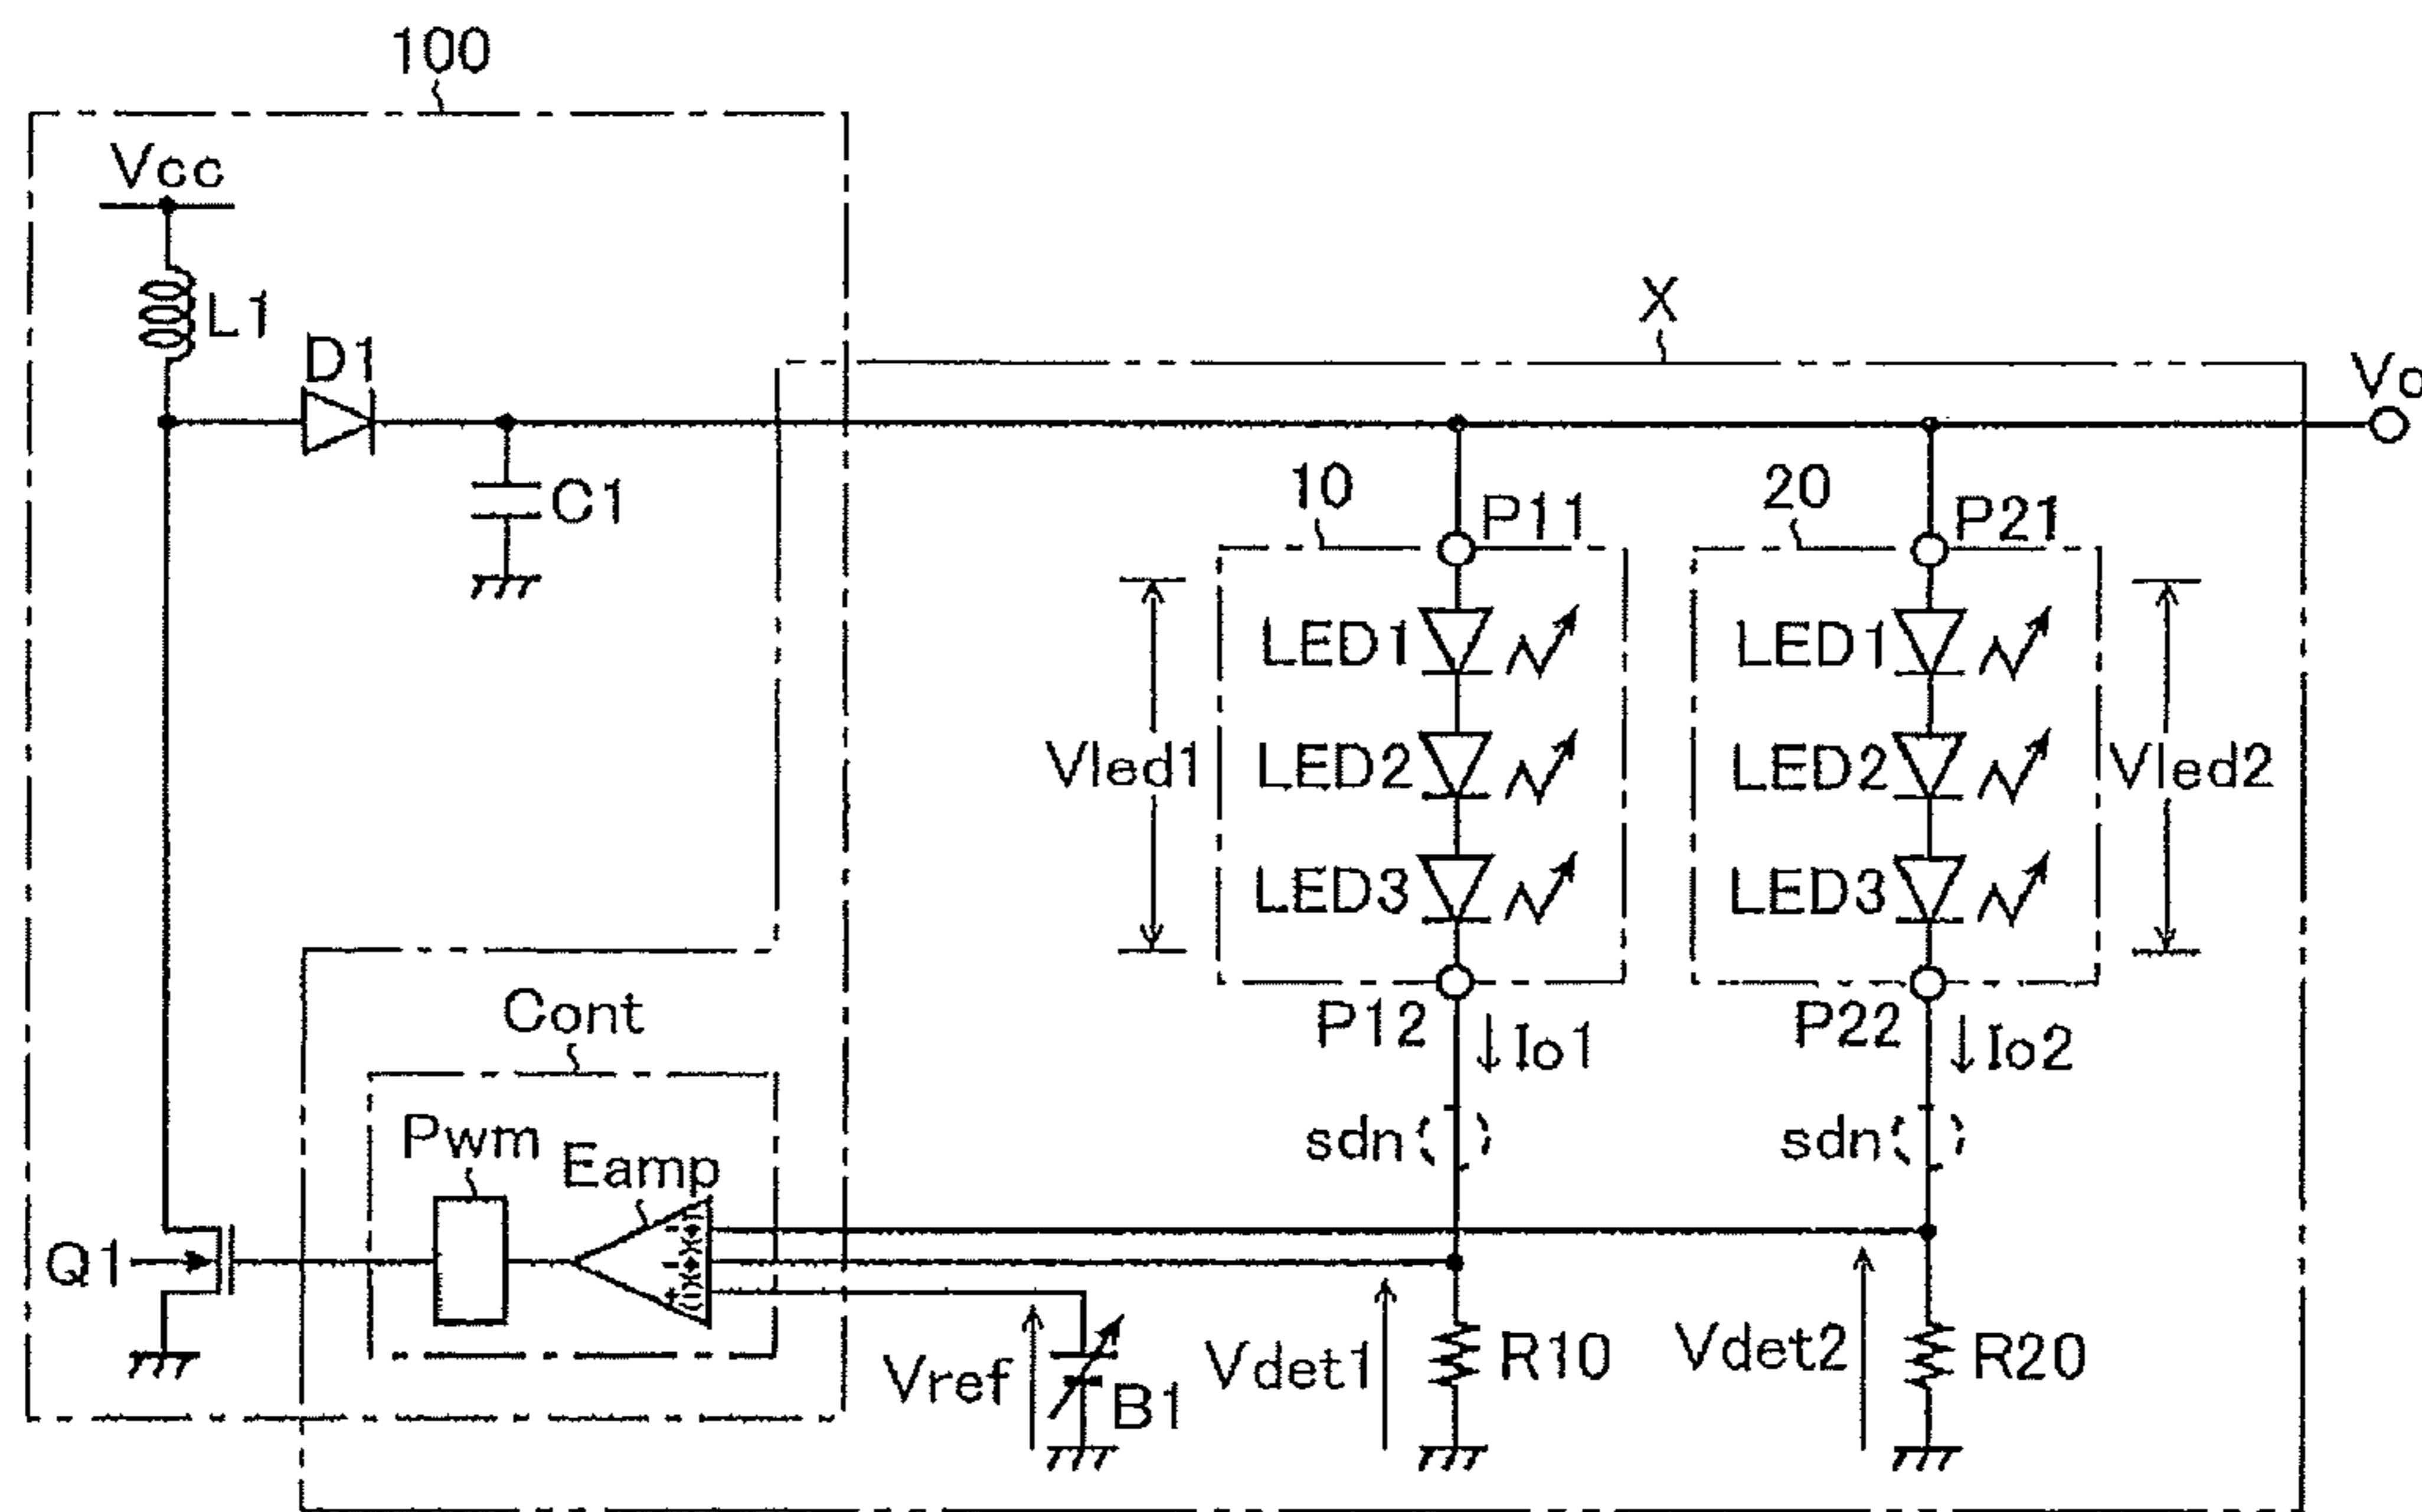 100
Vcc
L1
D1
X
Vo
C1
10
P11
20
P21
LED1
LED1
Vled1
LED2
LED2
Vled2
LED3
LED3
P12
Io1
P22
Io2
Cont
Pwm
Eamp
sdn
sdn
Q1
Vref
B1
Vdet1
R10
Vdet2
R20